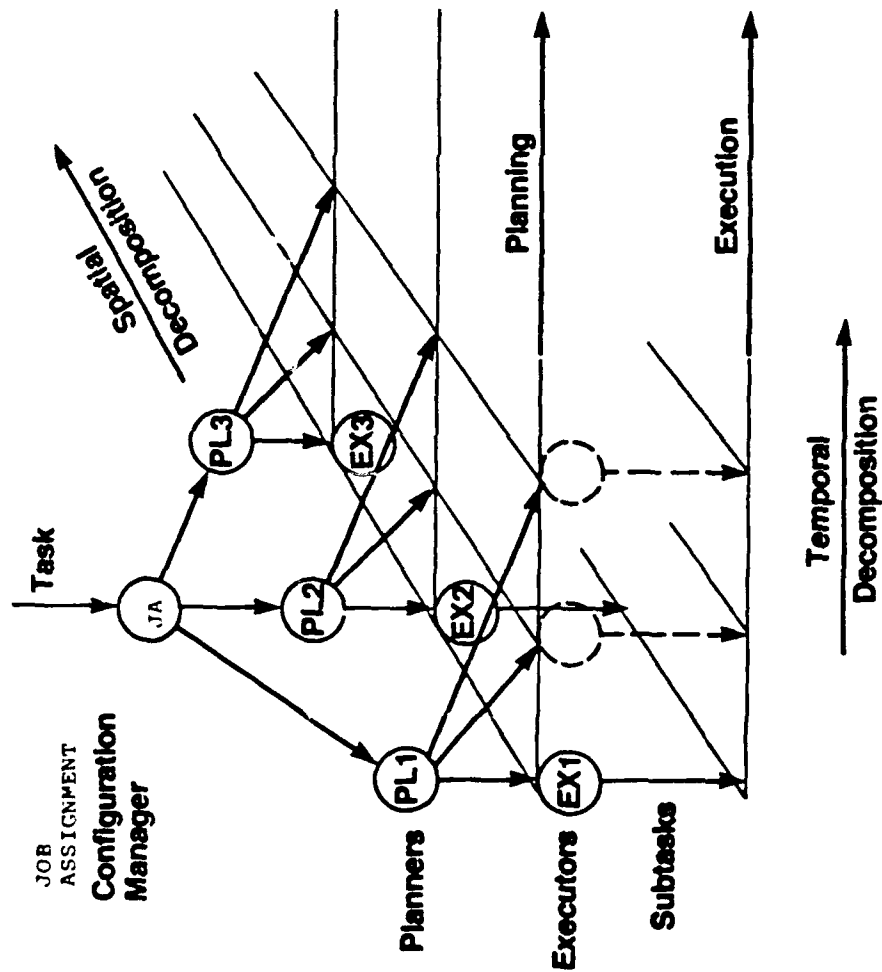 Task
JA
JOB
ASSIGNMENT
Configuration
Manager
Spatial
Decomposition
PL3
PL2
PL1
Planners
EX3
EX2
EX1
Executors
Subtasks
Planning
Execution
Temporal
Decomposition